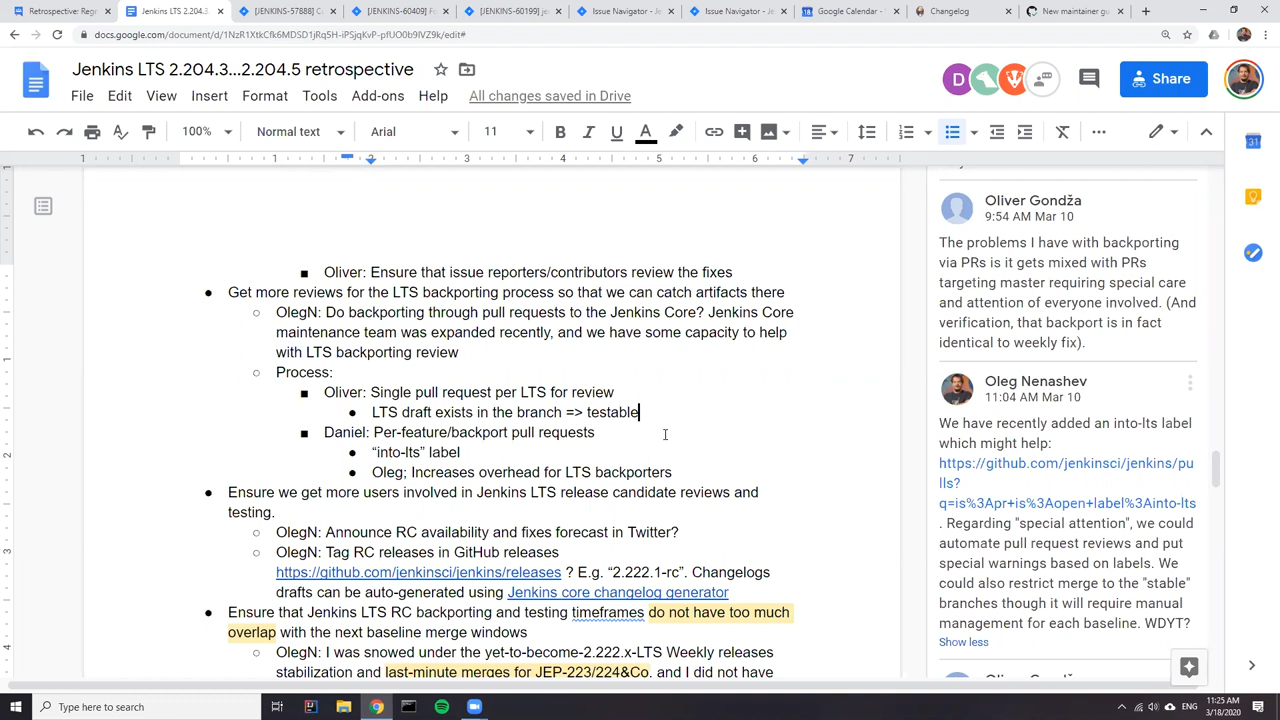 Retrospective: Regr
Jenkins LTS 2.204.3
[JENKINS-57888] C
[JENKINS-60409] F
[JENKINS-60199] je
Issue Navigator - Je
Issue Navigator - Je
Google Calendar -
Changelog
New maintainer gu
docs.google.com/document/d/1NzR1XtkCfk6MDSD1jRq5H-iPSjqKvP-pfUO0b9lVZ9k/edit#
Jenkins LTS 2.204.3...2.204.5 retrospective
File Edit View Insert Format Tools Add-ons Help All changes saved in Drive
D
Share
100% Normal text Arial 11
1 1 2 3 4 5 6 7
Oliver: Ensure that issue reporters/contributors review the fixes
Get more reviews for the LTS backporting process so that we can catch artifacts there
OlegN: Do backporting through pull requests to the Jenkins Core? Jenkins Core
maintenance team was expanded recently, and we have some capacity to help
with LTS backporting review
Process:
Oliver: Single pull request per LTS for review
LTS draft exists in the branch => testable
Daniel: Per-feature/backport pull requests
“into-lts” label
Oleg; Increases overhead for LTS backporters
Ensure we get more users involved in Jenkins LTS release candidate reviews and
testing.
OlegN: Announce RC availability and fixes forecast in Twitter?
OlegN: Tag RC releases in GitHub releases
https://github.com/jenkinsci/jenkins/releases ? E.g. “2.222.1-rc”. Changelogs
drafts can be auto-generated using Jenkins core changelog generator
Ensure that Jenkins LTS RC backporting and testing timeframes do not have too much
overlap with the next baseline merge windows
OlegN: I was snowed under the yet-to-become-2.222.x-LTS Weekly releases
stabilization and last-minute merges for JEP-223/224&Co. and I did not have
Oliver Gondža
9:54 AM Mar 10
The problems I have with backporting
via PRs is it gets mixed with PRs
targeting master requiring special care
and attention of everyone involved. (And
verification, that backport is in fact
identical to weekly fix).
Oleg Nenashev
11:04 AM Mar 10
We have recently added an into-lts label
which might help:
https://github.com/jenkinsci/jenkins/pu
lls?
q=is%3Apr+is%3Aopen+label%3Ainto-lts
. Regarding "special attention", we could
automate pull request reviews and put
special warnings based on labels. We
could also restrict merge to the "stable"
branches though it will require manual
management for each baseline. WDYT?
Show less
Type here to search
ENG
11:25 AM
3/18/2020